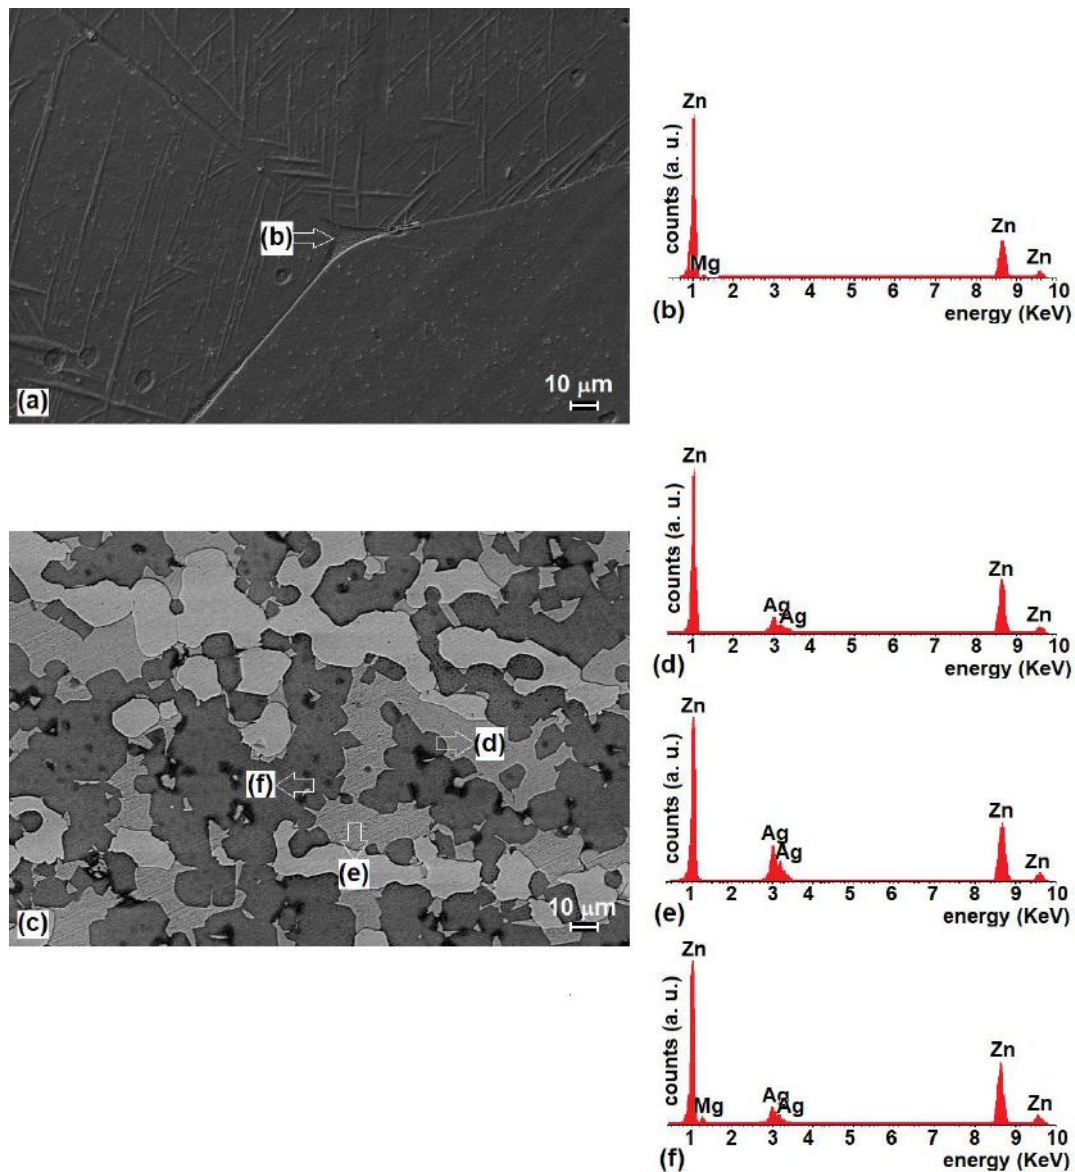 (b)
10 μm
(a)
Zn
counts (a. u.)
Mg
Zn
Zn
1 2 3 4 5 6 7 8 9 10
energy (KeV)
(b)
(d)
(f)
(e)
10 μm
(c)
Zn
counts (a. u.)
Ag
Ag
Zn
Zn
1 2 3 4 5 6 7 8 9 10
energy (KeV)
(d)
Zn
counts (a. u.)
Ag
Ag
Zn
Zn
1 2 3 4 5 6 7 8 9 10
energy (KeV)
(e)
Zn
counts (a. u.)
Mg
Ag
Ag
Zn
Zn
1 2 3 4 5 6 7 8 9 10
energy (KeV)
(f)